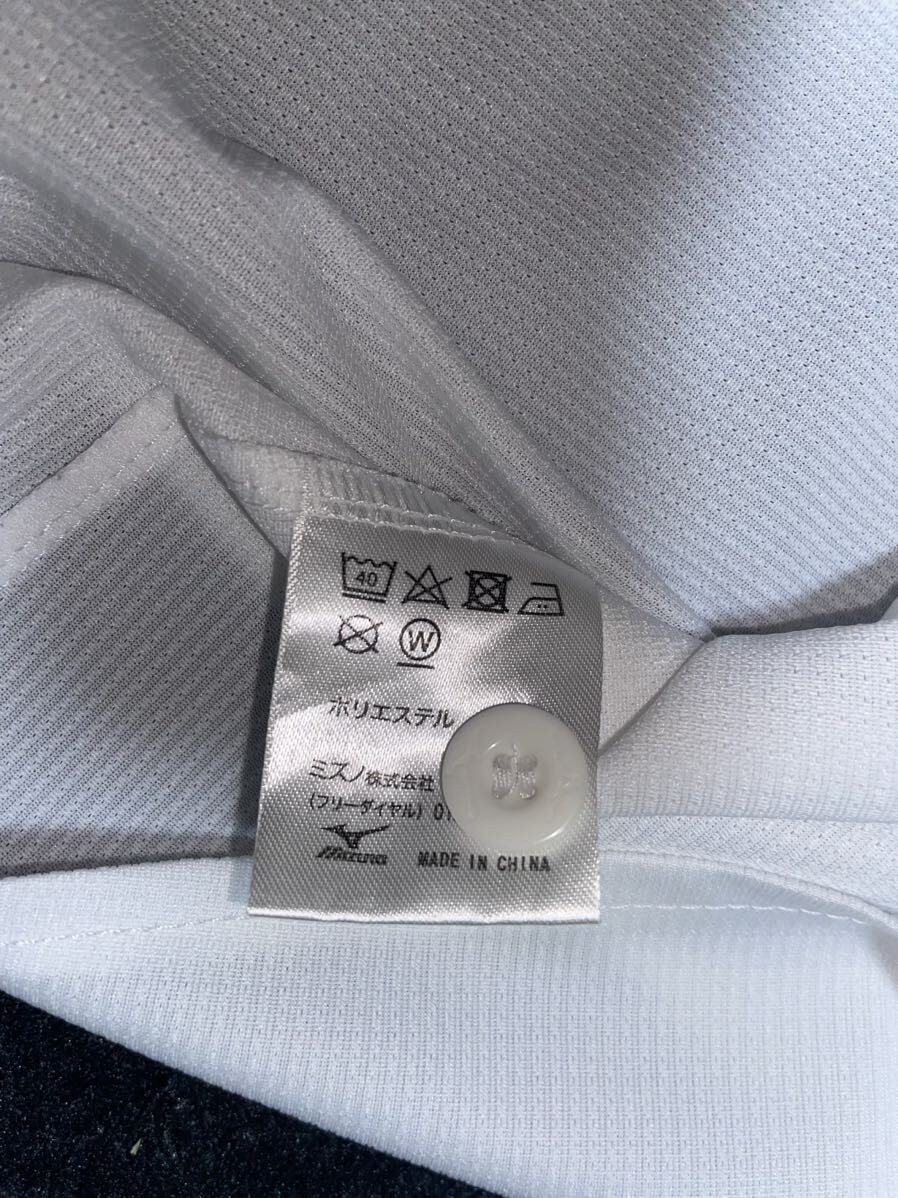 40
W
ポリエステル
ミズノ株式会社
(フリーダイヤル) 01
Mizuno
MADE IN CHINA